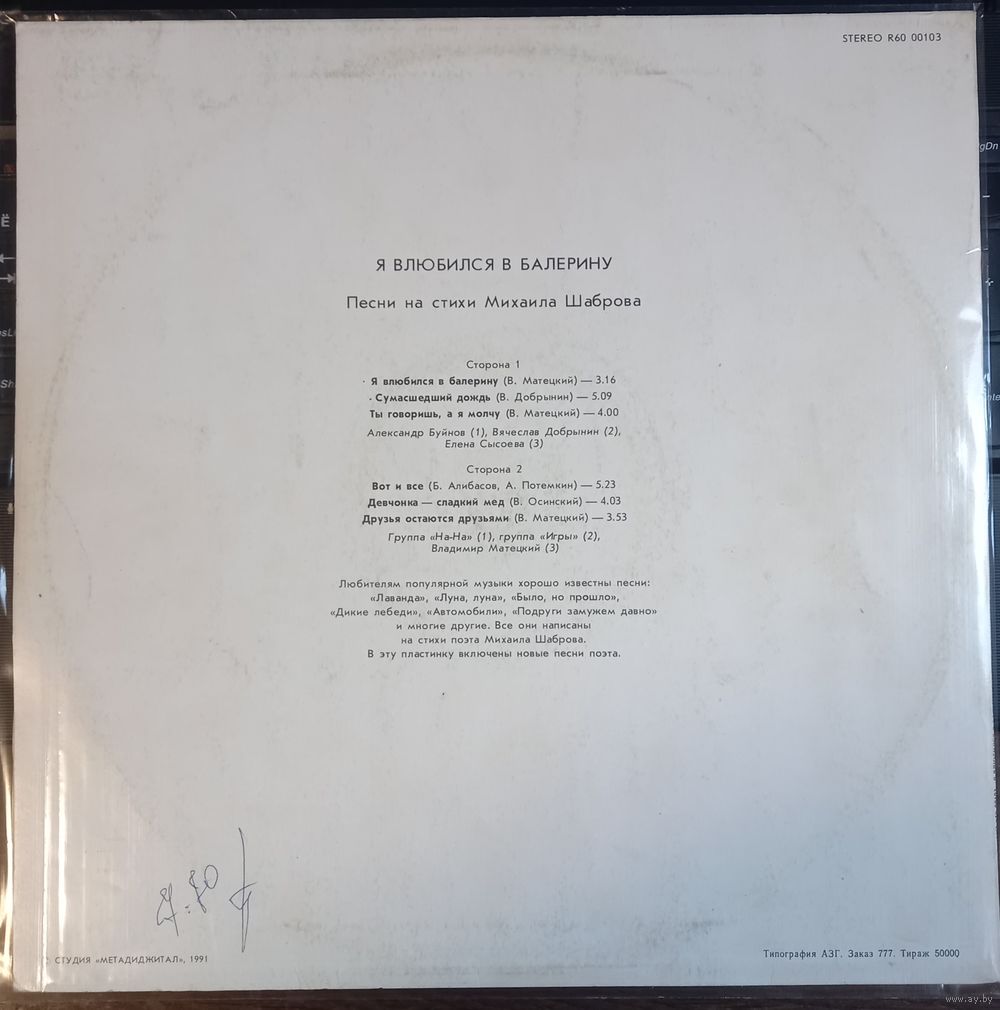 STEREO R60 00103
Я ВЛЮБИЛСЯ В БАЛЕРИНУ
Песни на стихи Михаила Шаброва
Сторона 1
· Я влюбился в балерину (В. Матецкий) — 3.16
· Сумасшедший дождь (В. Добрынин) — 5.09
Ты говоришь, а я молчу (В. Матецкий) — 4.00
Александр Буйнов (1), Вячеслав Добрынин (2),
Елена Сысоева (3)
Сторона 2
Вот и все (Б. Алибасов, А. Потемкин) — 5.23
Девчонка — сладкий мед (В. Осинский) — 4.03
Друзья остаются друзьями (В. Матецкий) — 3.53
Группа «На-На» (1), группа «Игры» (2),
Владимир Матецкий (3)
Любителям популярной музыки хорошо известны песни:
«Лаванда», «Луна, луна», «Было, но прошло»,
«Дикие лебеди», «Автомобили», «Подруги замужем давно»
и многие другие. Все они написаны
на стихи поэта Михаила Шаброва.
В эту пластинку включены новые песни поэта.
СТУДИЯ «МЕТАДИДЖИТАЛ», 1991
Типография АЗГ, Заказ 777. Тираж 50000
gDn
Ё
www.ay.by